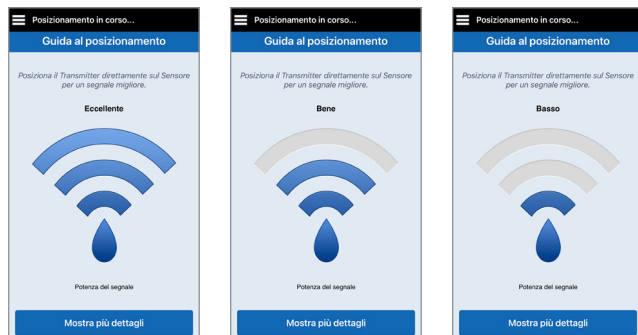 Posizionamento in corso...
Guida al posizionamento
Posiziona il Transmitter direttamente sul Sensore
per un segnale migliore.
Eccellente
Potenza del segnale
Mostra più dettagli
Posizionamento in corso...
Guida al posizionamento
Posiziona il Transmitter direttamente sul Sensore
per un segnale migliore.
Bene
Potenza del segnale
Mostra più dettagli
Posizionamento in corso...
Guida al posizionamento
Posiziona il Transmitter direttamente sul Sensore
per un segnale migliore.
Basso
Potenza del segnale
Mostra più dettagli